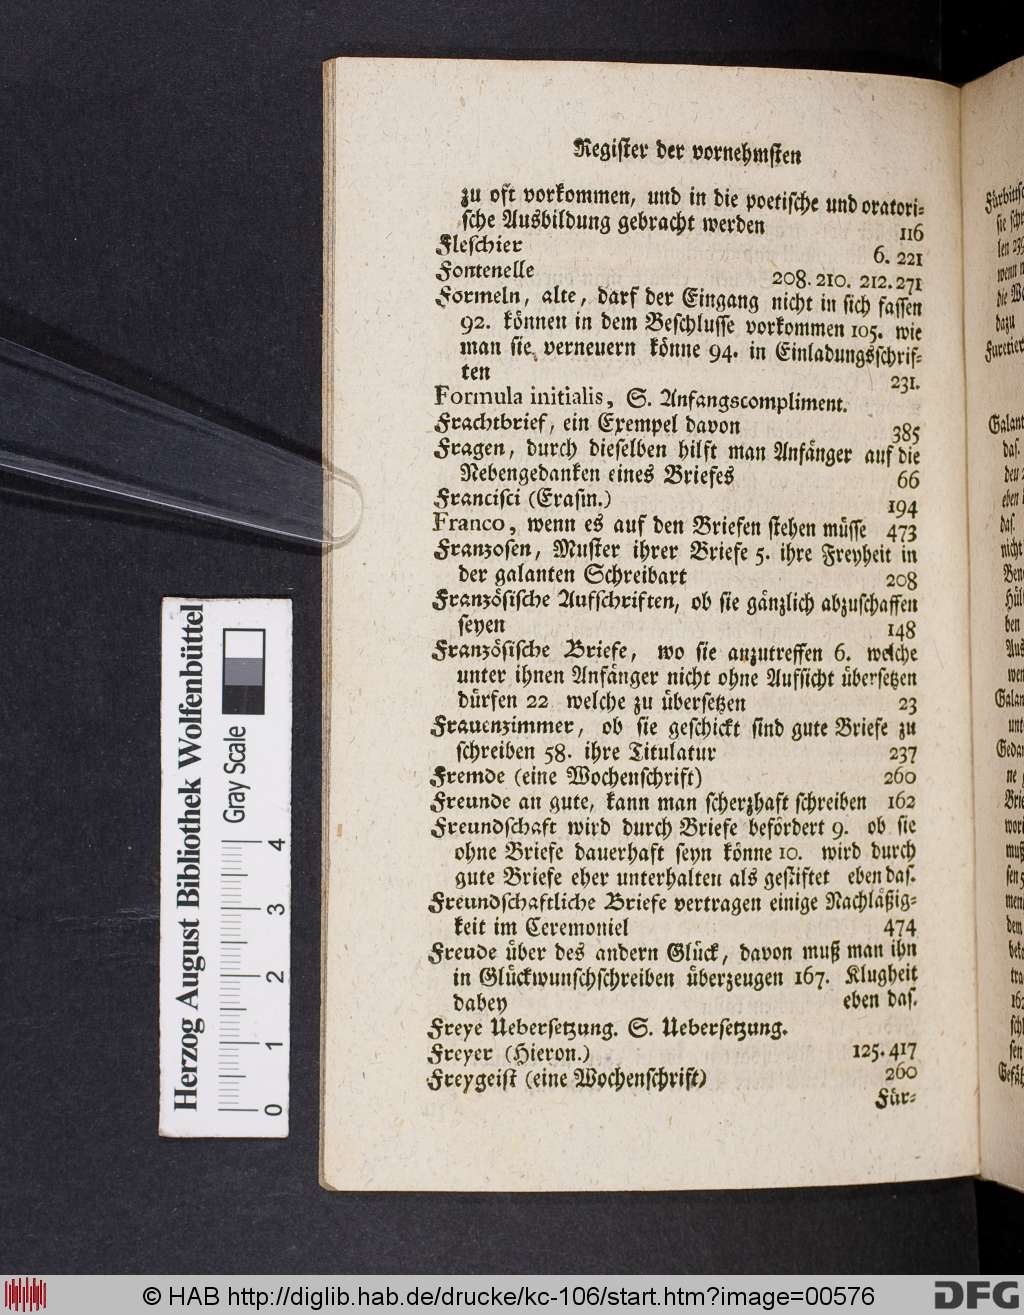 Register der vornehmsten
zu oft vorkommen, und in die poetische und oratori-
sche Ausbildung gebracht werden 116
Fleschier 6. 221
Fontenelle 208. 210. 212. 271
Formeln, alte, darf der Eingang nicht in sich fassen
92. können in dem Beschlusse vorkommen 105. wie
man sie verneuern könne 94. in Einladungsschrif-
ten 231.
Formula initialis, S. Anfangscompliment.
Frachtbrief, ein Exempel davon 385
Fragen, durch dieselben hilft man Anfänger auf die
Nebengedanken eines Briefes 66
Francisci (Erasm.) 194
Franco, wenn es auf den Briefen stehen müsse 473
Franzosen, Muster ihrer Briefe 5. ihre Freyheit in
der galanten Schreibart 208
Französische Aufschriften, ob sie gänzlich abzuschaffen
seyen 148
Französische Briefe, wo sie anzutreffen 6. welche
unter ihnen Anfänger nicht ohne Aufsicht übersetzen
dürfen 22 welche zu übersetzen 23
Frauenzimmer, ob sie geschickt sind gute Briefe zu
schreiben 58. ihre Titulatur 237
Fremde (eine Wochenschrift) 260
Freunde an gute, kann man scherzhaft schreiben 162
Freundschaft wird durch Briefe befördert 9. ob sie
ohne Briefe dauerhaft seyn könne 10. wird durch
gute Briefe eher unterhalten als gestiftet eben das.
Freundschaftliche Briefe vertragen einige Nachläßig-
keit im Ceremoniel 474
Freude über des andern Glück, davon muß man ihn
in Glückwunschschreiben überzeugen 167. Klugheit
dabey eben das.
Freye Uebersetzung. S. Uebersetzung.
Freyer (Hieron.) 125. 417
Freygeist (eine Wochenschrift) 260
Für-
Herzog August Bibliothek Wolfenbüttel
Gray Scale
0 1 2 3 4
© HAB http://diglib.hab.de/drucke/kc-106/start.htm?image=00576
DFG